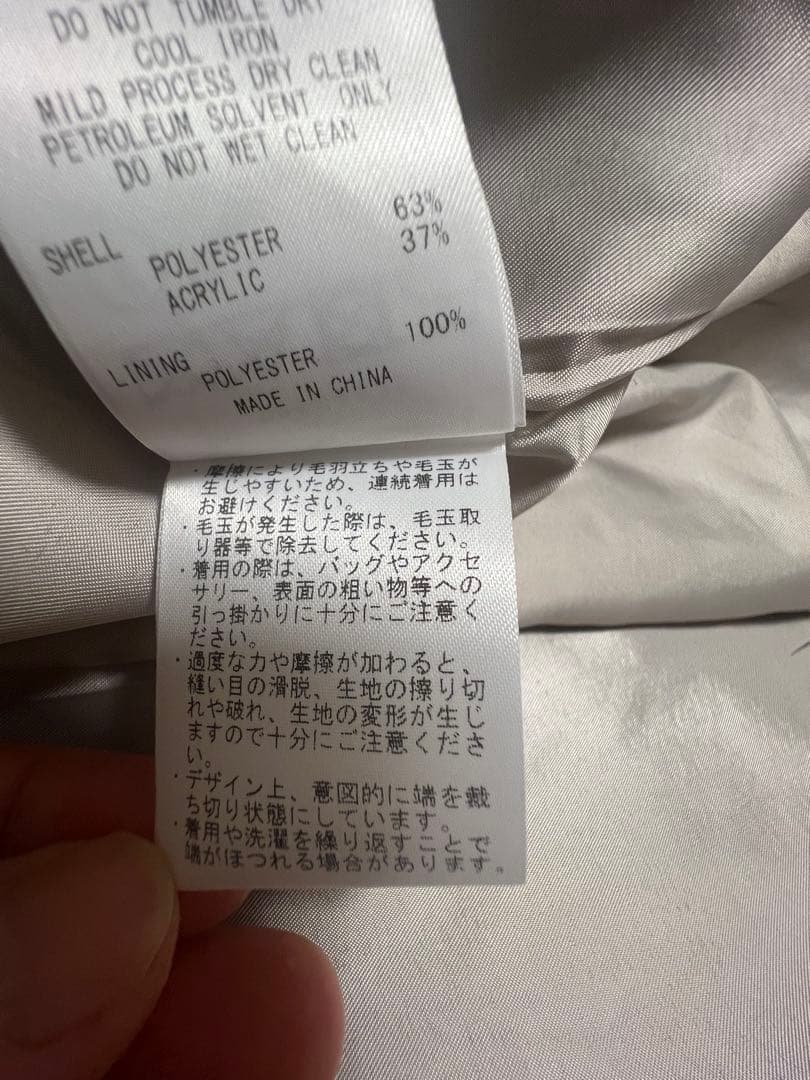 DO NOT TUMBLE DRY
COOL IRON
MILD PROCESS DRY CLEAN
PETROLEUM SOLVENT ONLY
DO NOT WET CLEAN
63%
SHELL POLYESTER 37%
ACRYLIC
100%
LINING POLYESTER
MADE IN CHINA
・摩擦により毛羽立ちや毛玉が
生じやすいため、連続着用は
お避けください。
・毛玉が発生した際は、毛玉取
り器等で除去してください。
・着用の際は、バッグやアクセ
サリー、表面の粗い物等への
引っ掛かりに十分にご注意く
ださい。
・過度な力や摩擦が加わると、
縫い目の滑脱、生地の擦り切
れや破れ、生地の変形が生じ
ますので十分にご注意くださ
い。
・デザイン上、意図的に端を裁
ち切り状態にしています。
・着用や洗濯を繰り返すことで
端がほつれる場合があります。